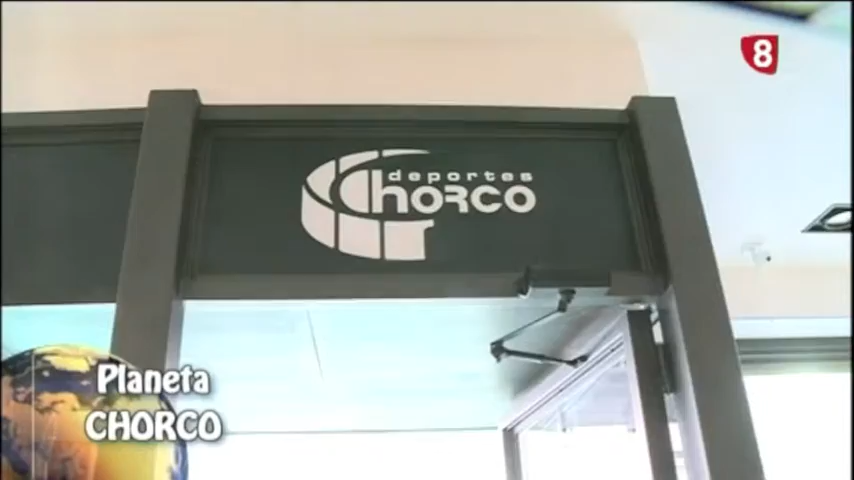 8
deportes
CHORCO
Planeta
CHORCO